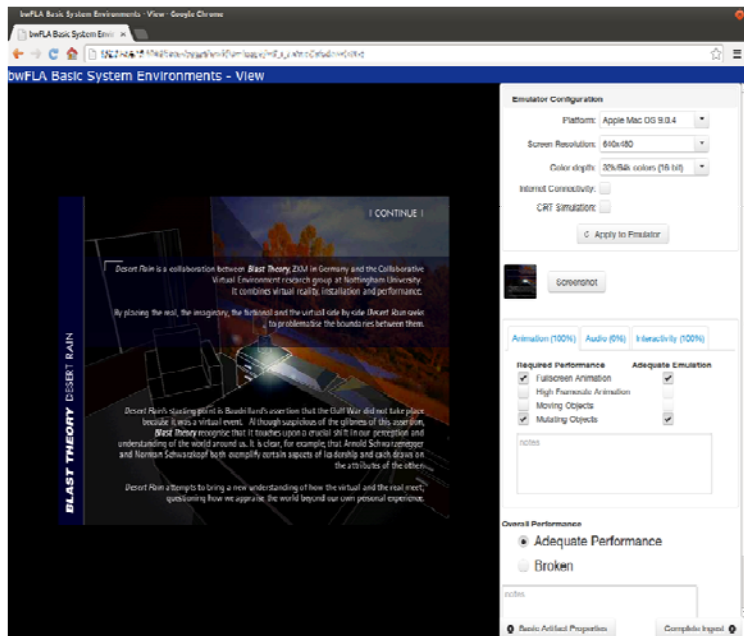 bwFLA Basic System Environments - View - Google Chrome
bwFLA Basic System Envir
bwFLA Basic System Environments - View
I CONTINUE I
Desert Rain is a collaboration between Blast Theory, ZKM in Germany and the Collaborative
Virtual Environment research group at Nottingham University.
It combines virtual reality, installation and performance.
By placing the real, the imaginary, the fictional and the virtual side by side Desert Rain seeks
to problematise the boundaries between them.
Desert Rain's starting point is Baudrillard's assertion that the Gulf War did not take place
because it was a virtual event. Although suspicious of the glibness of this assertion,
Blast Theory recognise that it touches upon a crucial shift in our perception and
understanding of the world around us. It is clear, for example, that Arnold Schwarzenegger
and Norman Schwarzkopf both exemplify certain aspects of leadership and each draws on
the attributes of the other.
Desert Rain attempts to bring a new understanding of how the virtual and the real meet,
questioning how we appraise the world beyond our own personal experience.
BLAST THEORY DESERT RAIN
Emulator Configuration
Platform: Apple Mac OS 9.0.4
Screen Resolution: 640x480
Color depth: 32k/64k colors (16 bit)
Internet Connectivity:
CRT Simulation:
Apply to Emulator
Screenshot
Animation (100%) Audio (0%) Interactivity (100%)
Required Performance Adequate Emulation
Fullscreen Animation
High Framerate Animation
Moving Objects
Mutating Objects
notes
Overall Performance
Adequate Performance
Broken
notes
Basic Artifact Properties Complete Ingest